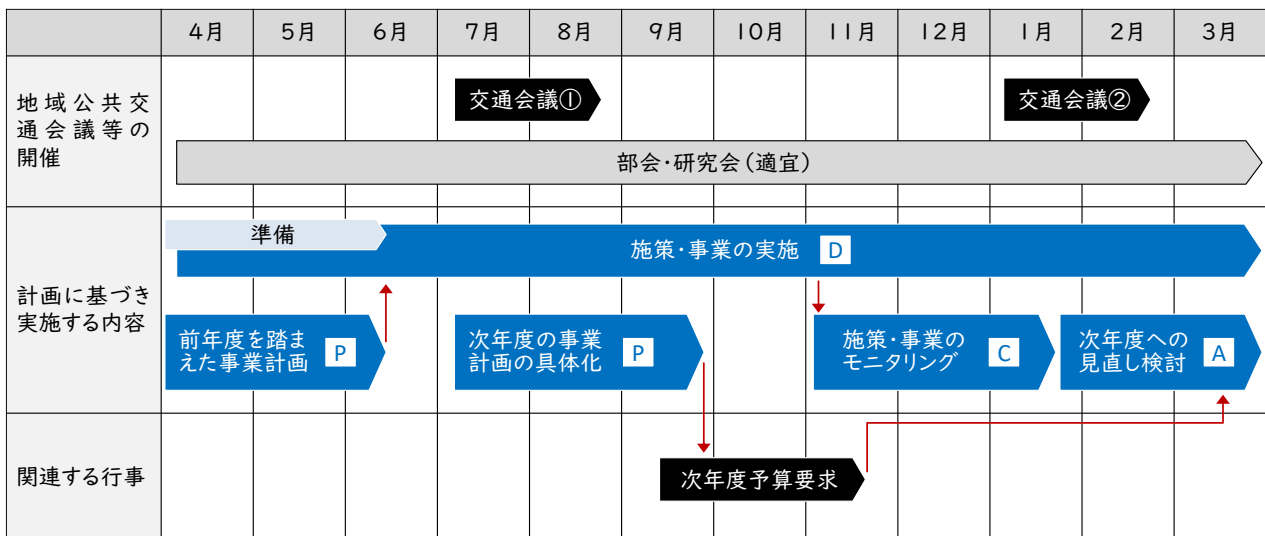 4月 5月 6月 7月 8月 9月 10月 11月 12月 1月 2月 3月
地域公共交
通会議等の
開催
交通会議①
交通会議②
部会・研究会(適宜)
計画に基づき
実施する内容
準備
施策・事業の実施 D
前年度を踏ま
えた事業計画 P
次年度の事業
計画の具体化 P
施策・事業の
モニタリング C
次年度への
見直し検討 A
関連する行事
次年度予算要求